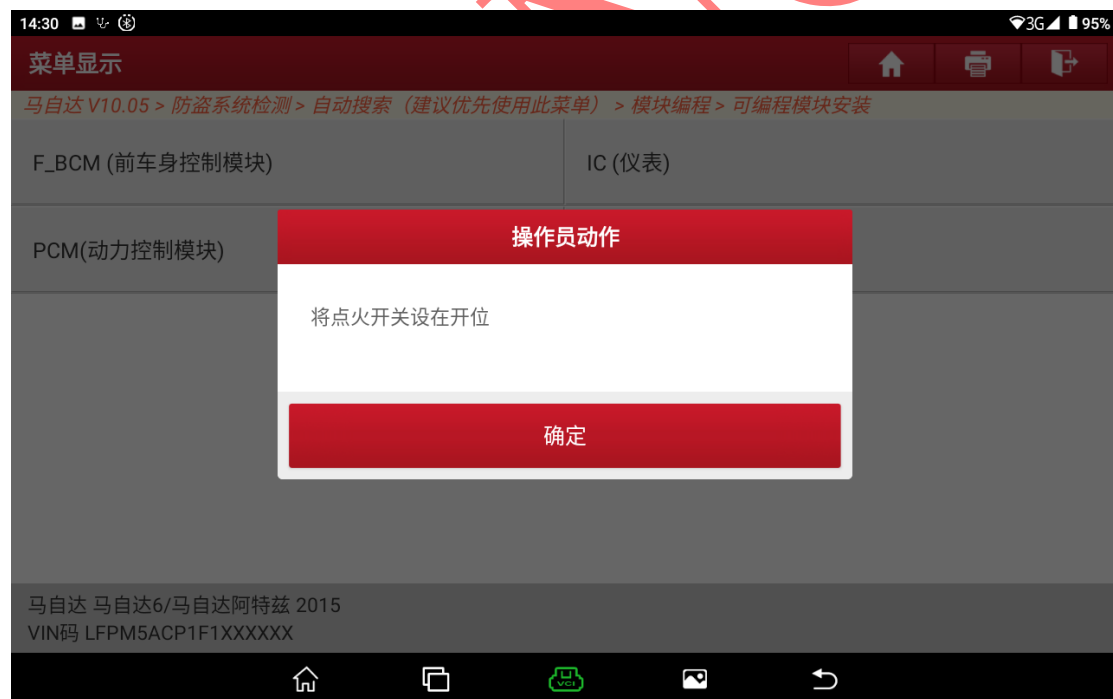 14:30 3G 95%
菜单显示
马自达 V10.05 > 防盗系统检测 > 自动搜索（建议优先使用此菜单） > 模块编程 > 可编程模块安装
F_BCM (前车身控制模块) IC (仪表)
操作员动作
PCM(动力控制模块)
将点火开关设在开位
确定
马自达 马自达6/马自达阿特兹 2015
VIN码 LFPM5ACP1F1XXXXXX
VCI